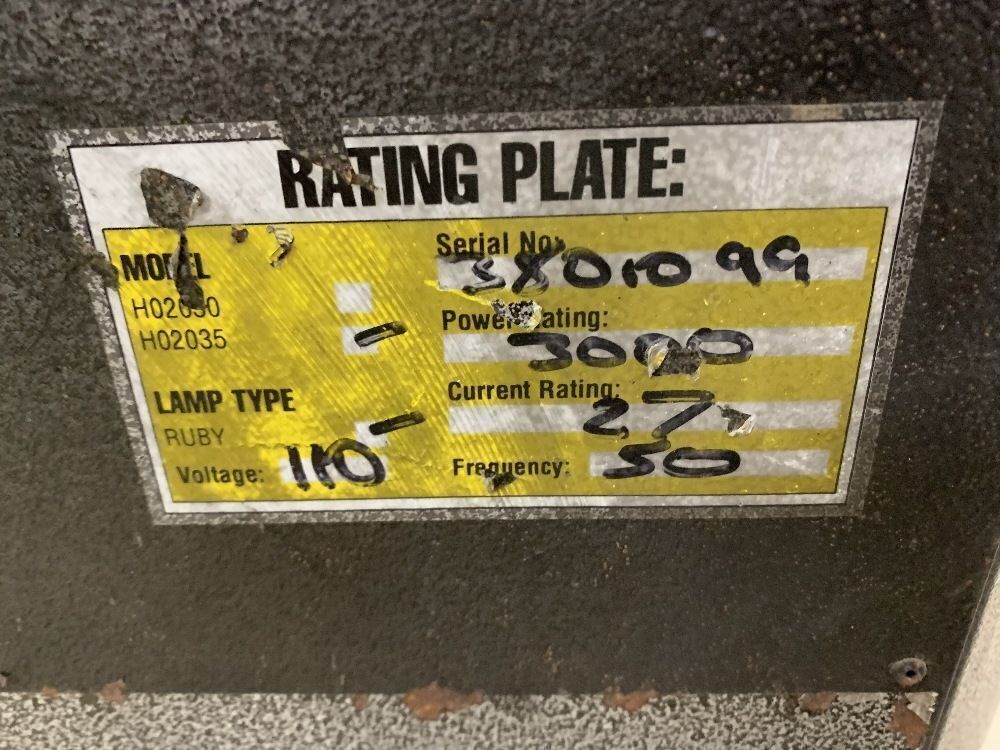 RATING PLATE:
MODEL
H02030
H02035
LAMP TYPE
RUBY
Voltage: 110
Serial No:
Power Rating: 3000
Current Rating: 27
Frequency: 50